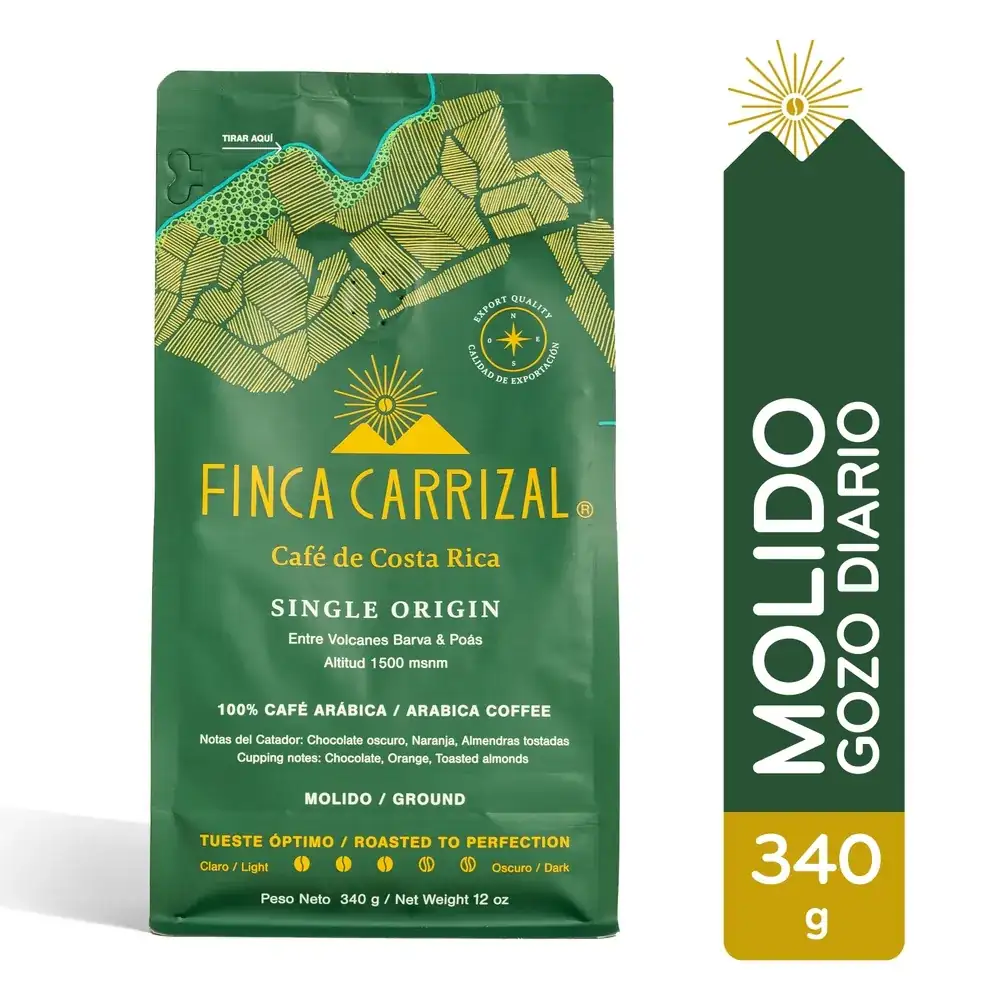 TIRAR AQUÍ
EXPORT QUALITY
N
O E
S
CALIDAD DE EXPORTACIÓN
FINCA CARRIZAL®
Café de Costa Rica
SINGLE ORIGIN
Entre Volcanes Barva & Poás
Altitud 1500 msnm
100% CAFÉ ARÁBICA / ARABICA COFFEE
Notas del Catador: Chocolate oscuro, Naranja, Almendras tostadas
Cupping notes: Chocolate, Orange, Toasted almonds
MOLIDO / GROUND
TUESTE ÓPTIMO / ROASTED TO PERFECTION
Claro / Light Oscuro / Dark
Peso Neto 340 g / Net Weight 12 oz
MOLIDO
GOZO DIARIO
340
g